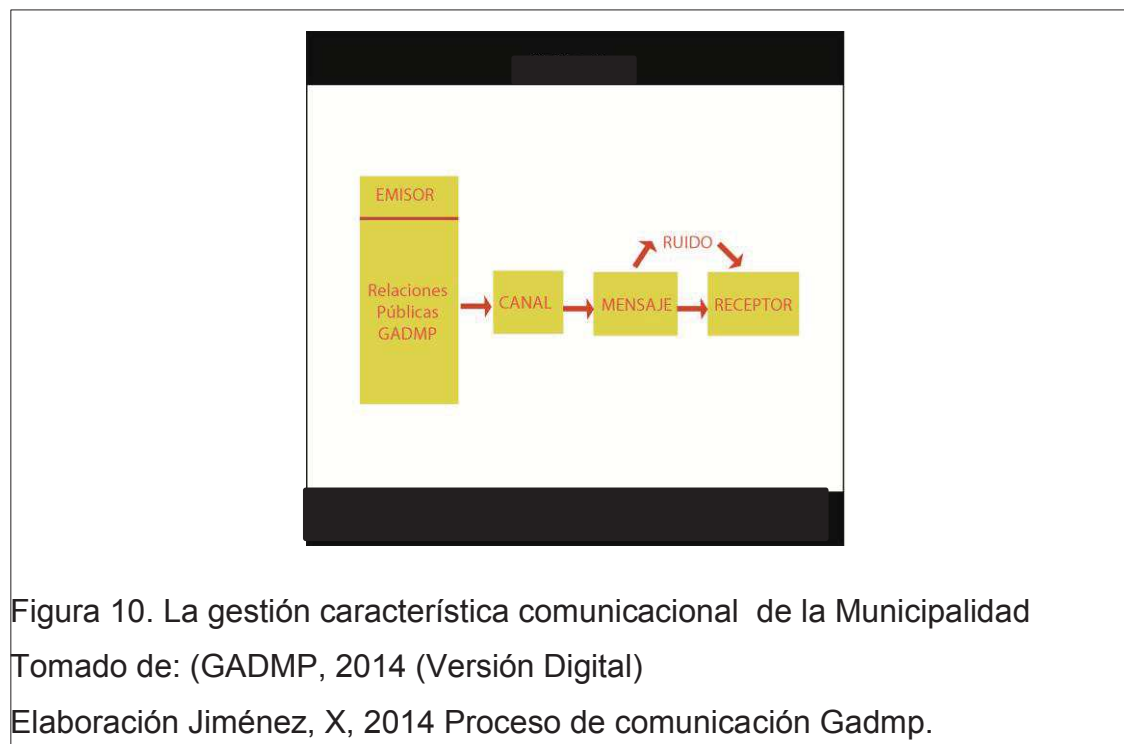 EMISOR
Relaciones
Públicas
GADMP
CANAL
MENSAJE
RUIDO
RECEPTOR
Figura 10. La gestión característica comunicacional  de la Municipalidad
Tomado de: (GADMP, 2014 (Versión Digital)
Elaboración Jiménez, X, 2014 Proceso de comunicación Gadmp.